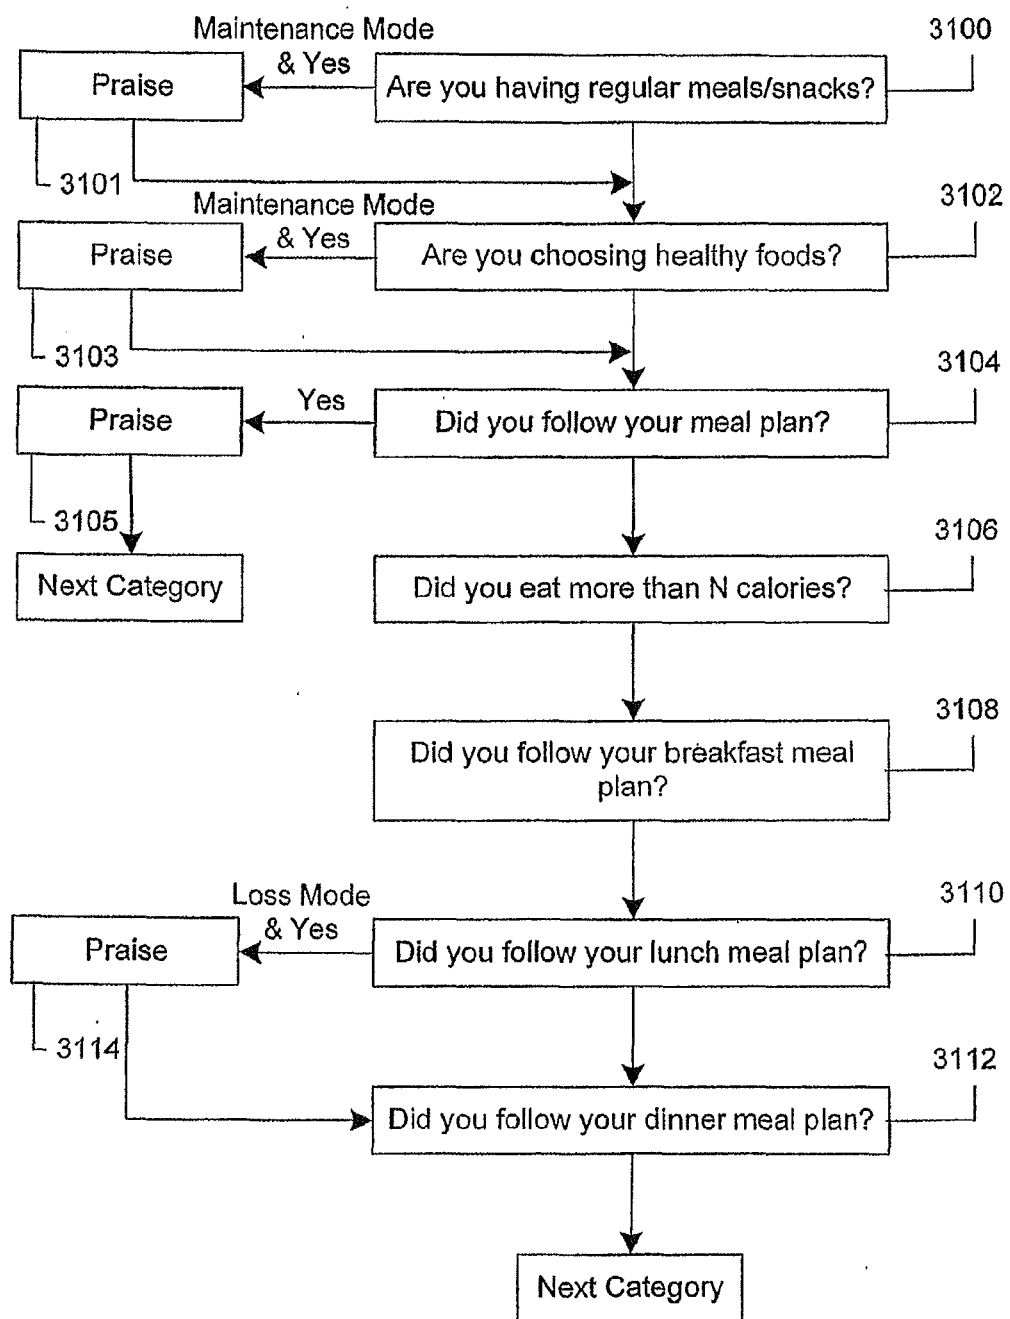 Maintenance Mode
& Yes
3100
Praise
Are you having regular meals/snacks?
3101
Maintenance Mode
& Yes
3102
Praise
Are you choosing healthy foods?
3103
3104
Praise
Yes
Did you follow your meal plan?
3105
3106
Next Category
Did you eat more than N calories?
3108
Did you follow your breakfast meal
plan?
Loss Mode
& Yes
3110
Praise
Did you follow your lunch meal plan?
3114
3112
Did you follow your dinner meal plan?
Next Category